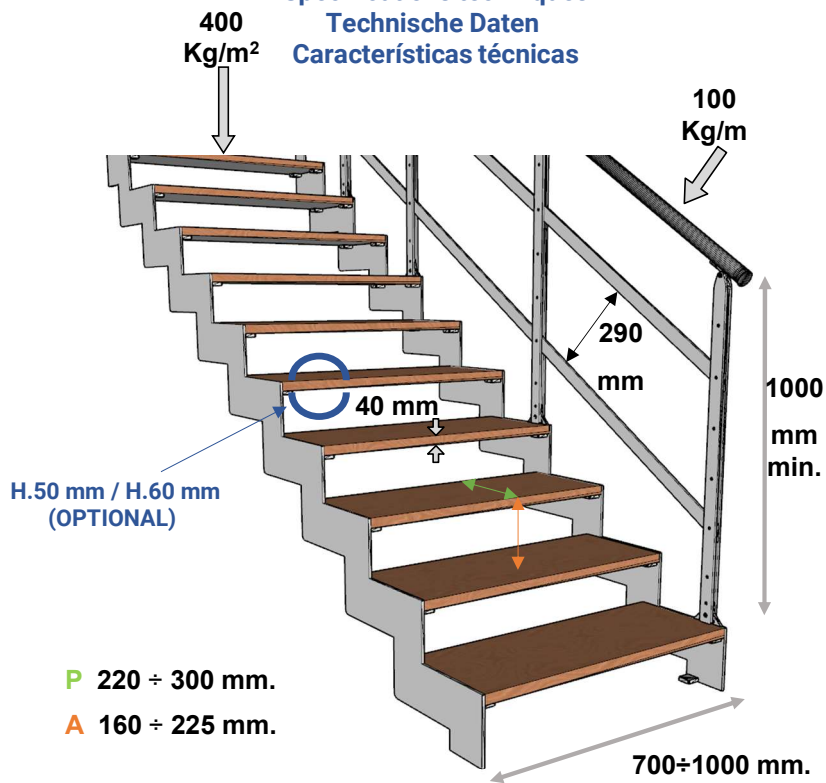 Technische Daten
Características técnicas
400
Kg/m²
100
Kg/m
290
mm
1000
mm
min.
40 mm
H.50 mm / H.60 mm
(OPTIONAL)
P 220 ÷ 300 mm.
A 160 ÷ 225 mm.
700÷1000 mm.